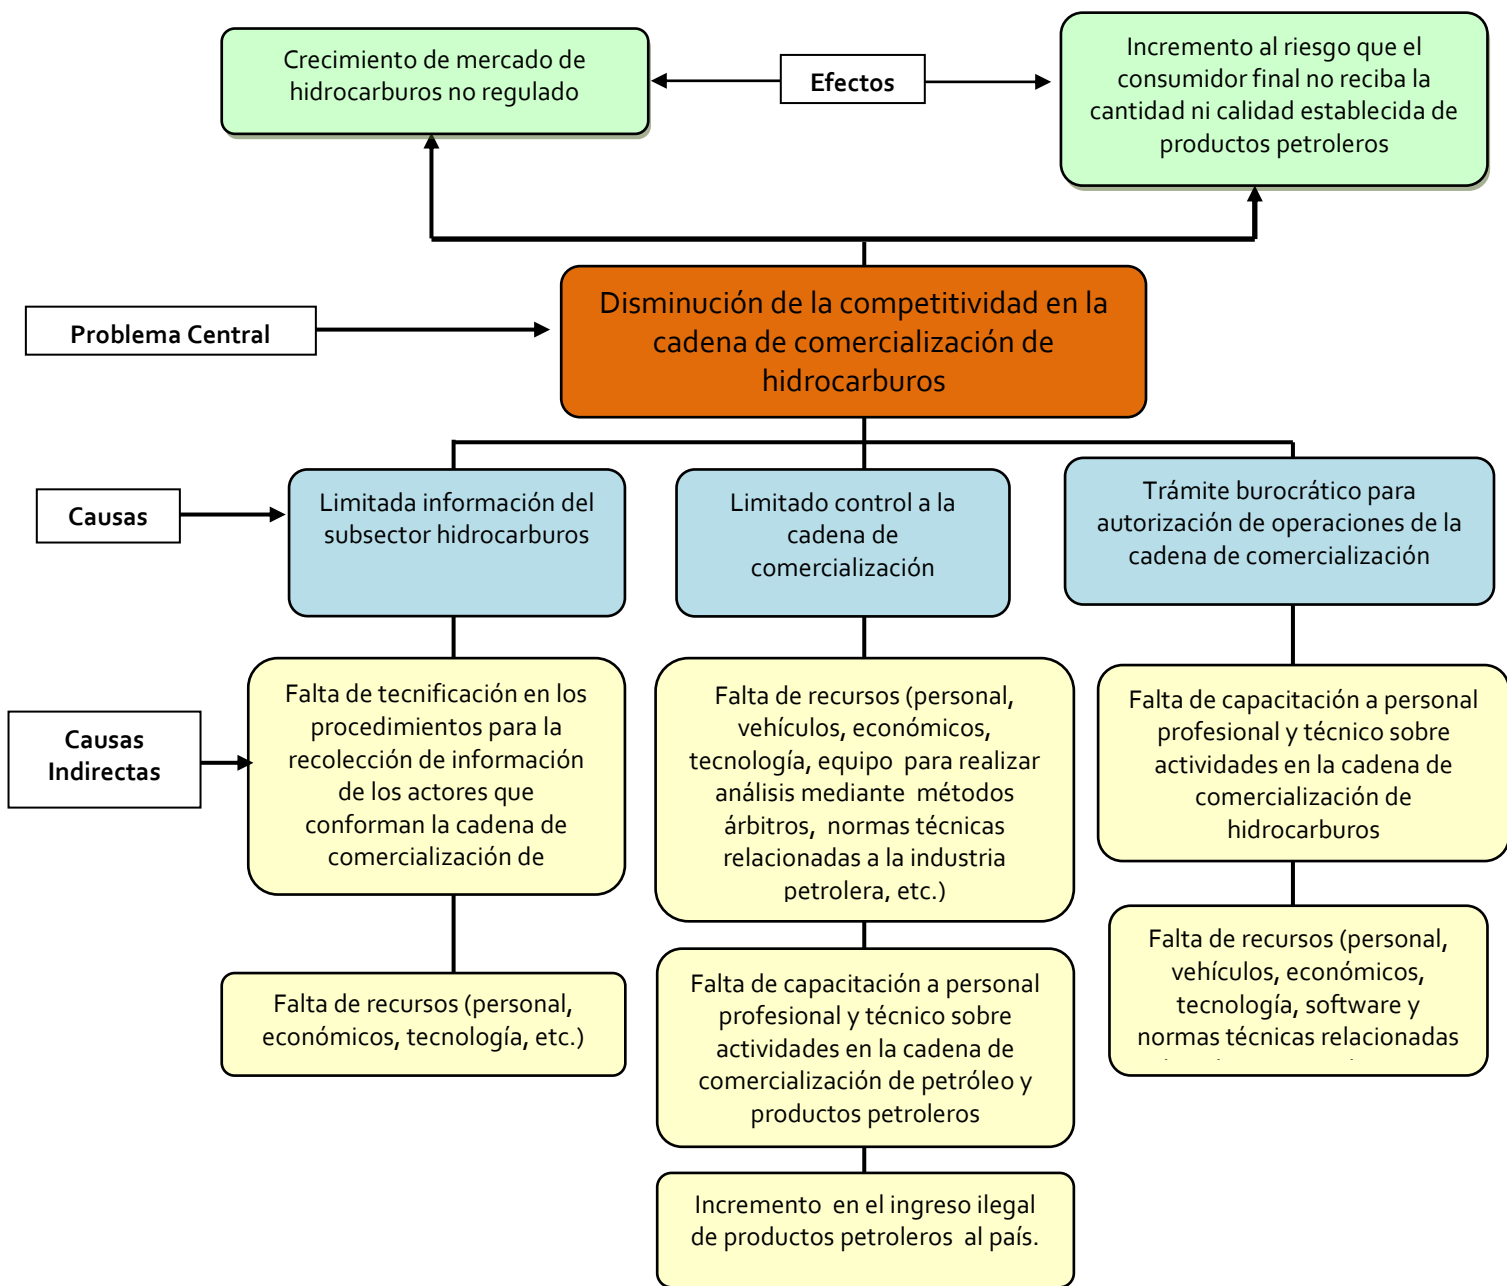 Crecimiento de mercado de
hidrocarburos no regulado
Efectos
Incremento al riesgo que el
consumidor final no reciba la
cantidad ni calidad establecida de
productos petroleros
Problema Central
Disminución de la competitividad en la
cadena de comercialización de
hidrocarburos
Causas
Limitada información del
subsector hidrocarburos
Limitado control a la
cadena de
comercialización
Trámite burocrático para
autorización de operaciones de la
cadena de comercialización
Causas
Indirectas
Falta de tecnificación en los
procedimientos para la
recolección de información
de los actores que
conforman la cadena de
comercialización de
Falta de recursos (personal,
vehículos, económicos,
tecnología, equipo  para realizar
análisis mediante  métodos
árbitros,  normas técnicas
relacionadas a la industria
petrolera, etc.)
Falta de capacitación a personal
profesional y técnico sobre
actividades en la cadena de
comercialización de
hidrocarburos
Falta de recursos (personal,
económicos, tecnología, etc.)
Falta de capacitación a personal
profesional y técnico sobre
actividades en la cadena de
comercialización de petróleo y
productos petroleros
Falta de recursos (personal,
vehículos, económicos,
tecnología, software y
normas técnicas relacionadas
Incremento  en el ingreso ilegal
de productos petroleros  al país.